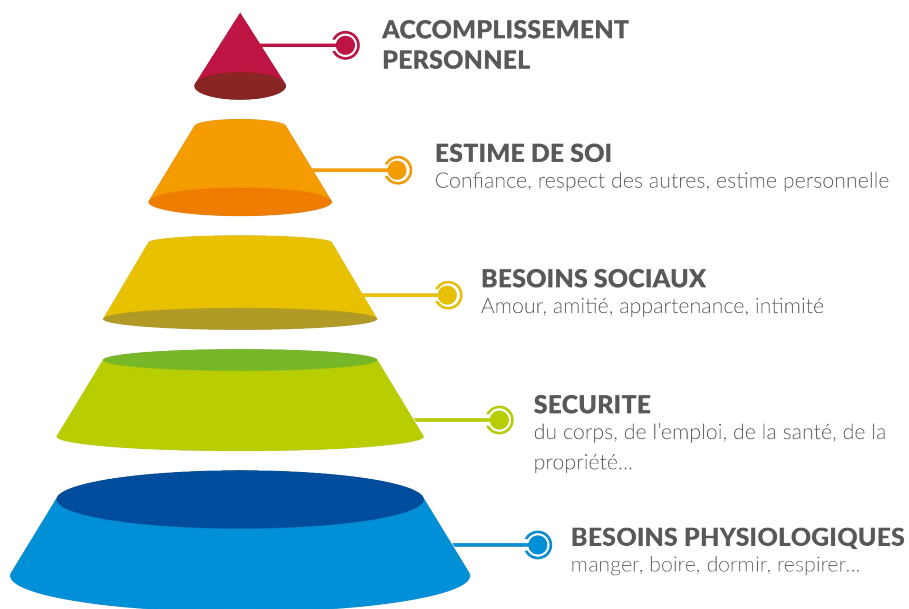 ACCOMPLISSEMENT
PERSONNEL
ESTIME DE SOI
Confiance, respect des autres, estime personnelle
BESOINS SOCIAUX
Amour, amitié, appartenance, intimité
SECURITE
du corps, de l'emploi, de la santé, de la
propriété...
BESOINS PHYSIOLOGIQUES
manger, boire, dormir, respirer...